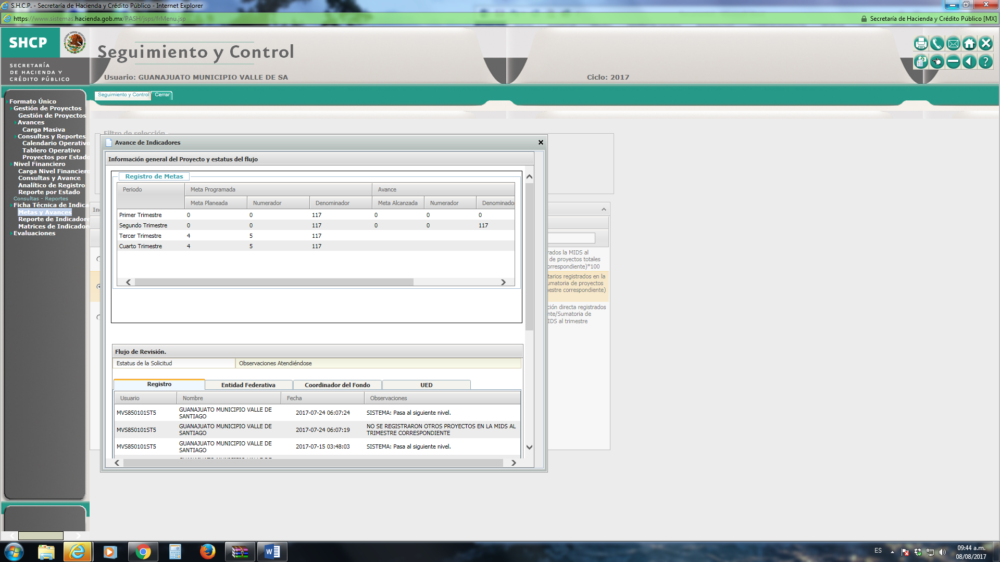 S.H.C.P. - Secretaría de Hacienda y Crédito Público - Internet Explorer
https://www.sistemas.hacienda.gob.mx/PASH/jsps/frMenu.jsp
Secretaría de Hacienda y Crédito Público [MX]
SHCP
SECRETARÍA
DE HACIENDA Y
CRÉDITO PÚBLICO
Seguimiento y Control
Usuario: GUANAJUATO MUNICIPIO VALLE DE SA
Ciclo: 2017
Seguimiento y Control
Cerrar
Formato Único
Gestión de Proyectos
Gestión de Proyectos
Avances
Carga Masiva
Consultas y Reportes
Calendario Operativo
Tablero Operativo
Proyectos por Estado
Nivel Financiero
Carga Nivel Financiero
Consultas y Avance
Analítico de Registro
Reporte por Estado
Consultas - Reportes
Ficha Técnica de Indica
Metas y Avances
Reporte de Indicadore
Matrices de Indicador
Evaluaciones
Filtro de selección
Avance de Indicadores
Información general del Proyecto y estatus del flujo
Registro de Metas
Periodo Meta Programada Avance
Meta Planeada Numerador Denominador Meta Alcanzada Numerador Denominado
Primer Trimestre 0 0 117 0 0 0
Segundo Trimestre 0 0 117 0 0 117
Tercer Trimestre 4 5 117
Cuarto Trimestre 4 5 117
In
rados la MIDS al
de proyectos totales
orrespondiente)*100
tarios registrados en la
umatoria de proyectos
estre correspondiente)
ción directa registrados
nte/Sumatoria de
IDS al trimestre
Flujo de Revisión.
Estatus de la Solicitud Observaciones Atendiéndose
Registro Entidad Federativa Coordinador del Fondo UED
Usuario Nombre Fecha Observaciones
MVS850101ST5 GUANAJUATO MUNICIPIO VALLE DE SANTIAGO 2017-07-24 06:07:24 SISTEMA: Pasa al siguiente nivel.
MVS850101ST5 GUANAJUATO MUNICIPIO VALLE DE SANTIAGO 2017-07-24 06:07:19 NO SE REGISTRARON OTROS PROYECTOS EN LA MIDS AL TRIMESTRE CORRESPONDIENTE
MVS850101ST5 GUANAJUATO MUNICIPIO VALLE DE SANTIAGO 2017-07-15 03:48:03 SISTEMA: Pasa al siguiente nivel.
ES
09:44 a.m.
08/08/2017